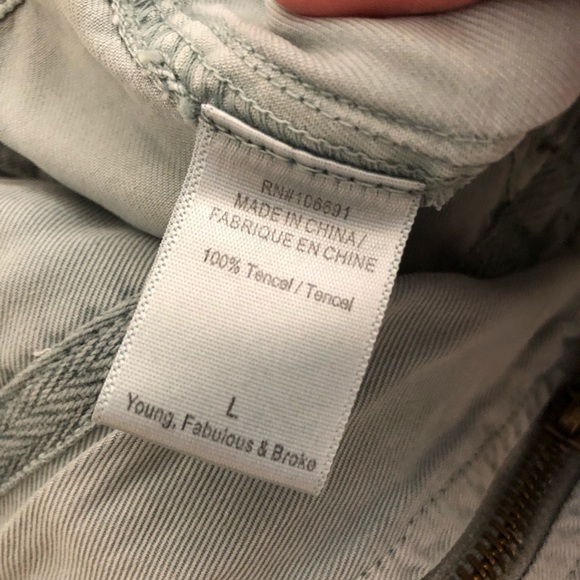 RN#106691
MADE IN CHINA/
FABRIQUE EN CHINE
100% Tencel / Tencel
L
Young, Fabulous & Broke